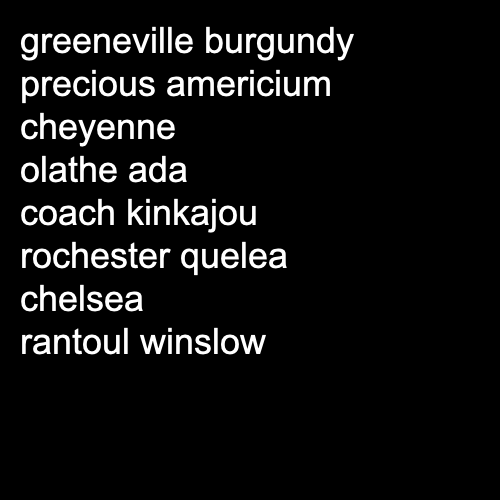 greeneville burgundy
precious americium
cheyenne
olathe ada
coach kinkajou
rochester quelea
chelsea
rantoul winslow